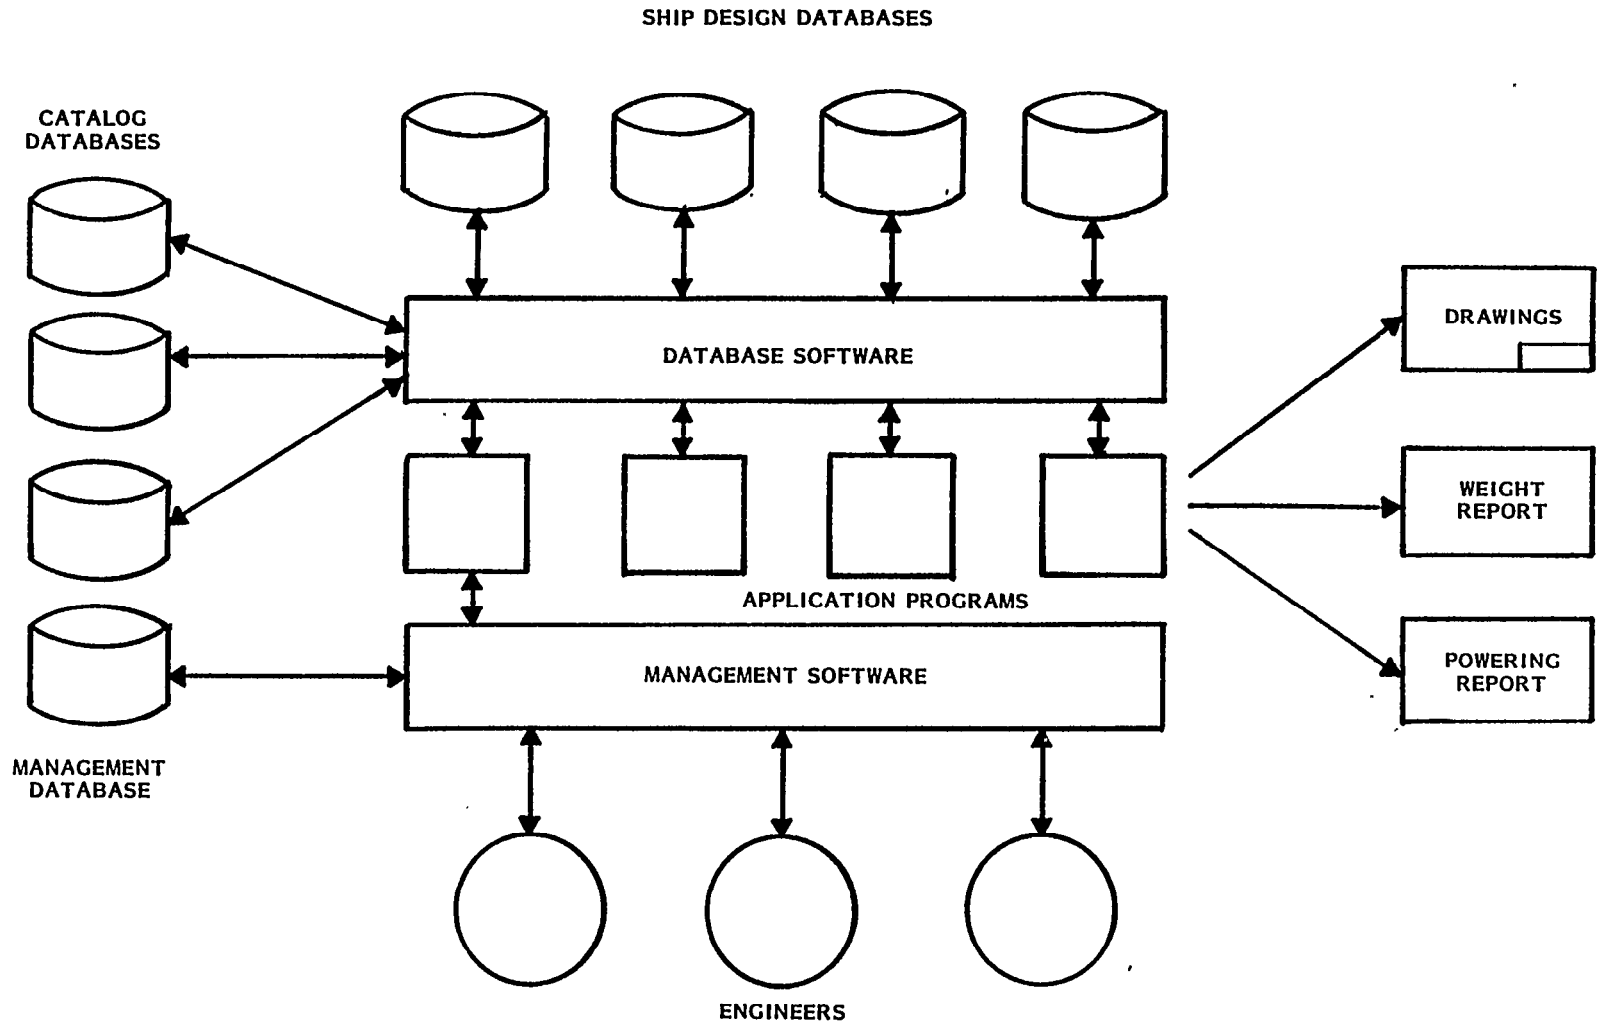 SHIP DESIGN DATABASES
CATALOG
DATABASES
DATABASE SOFTWARE
DRAWINGS
WEIGHT
REPORT
APPLICATION PROGRAMS
MANAGEMENT SOFTWARE
POWERING
REPORT
MANAGEMENT
DATABASE
ENGINEERS